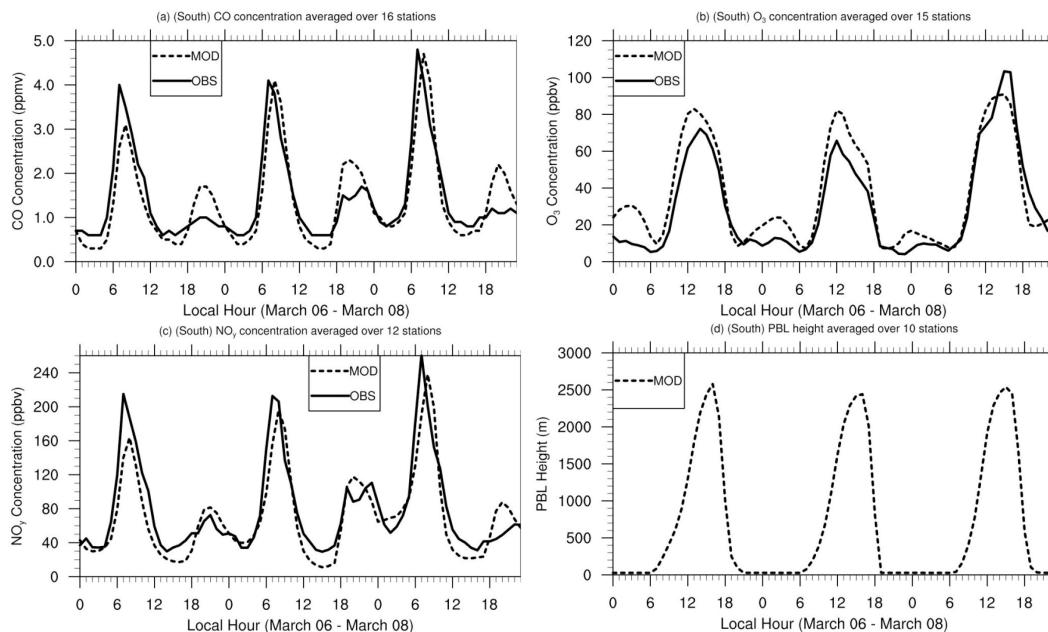 (a) (South) CO concentration averaged over 16 stations
5.0
4.0
3.0
2.0
1.0
0.0
CO Concentration (ppmv)
MOD
OBS
0 6 12 18 0 6 12 18 0 6 12 18
Local Hour (March 06 - March 08)
(b) (South) O₃ concentration averaged over 15 stations
120
100
80
60
40
20
0
O₃ Concentration (ppbv)
MOD
OBS
0 6 12 18 0 6 12 18 0 6 12 18
Local Hour (March 06 - March 08)
(c) (South) NOy concentration averaged over 12 stations
240
200
160
120
80
40
0
NOy Concentration (ppbv)
MOD
OBS
0 6 12 18 0 6 12 18 0 6 12 18
Local Hour (March 06 - March 08)
(d) (South) PBL height averaged over 10 stations
3000
2500
2000
1500
1000
500
0
PBL Height (m)
MOD
0 6 12 18 0 6 12 18 0 6 12 18
Local Hour (March 06 - March 08)